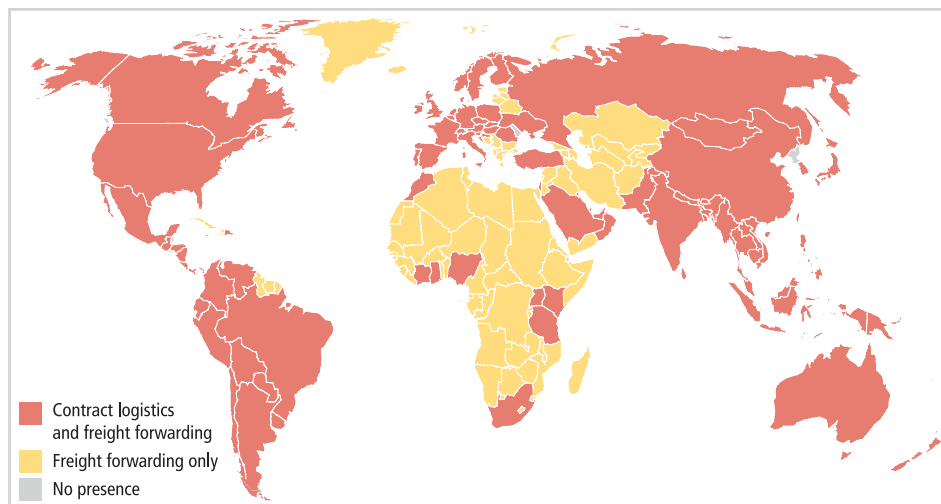 Contract logistics
and freight forwarding
Freight forwarding only
No presence